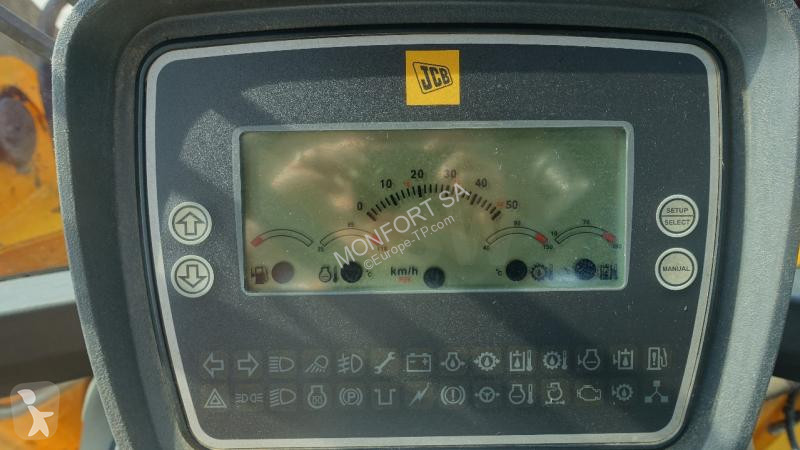 JCB
0 10 20 30 40 50
MONFORT SA
©Europe-TP.com
SETUP
SELECT
MANUAL
°C
km/h
°C